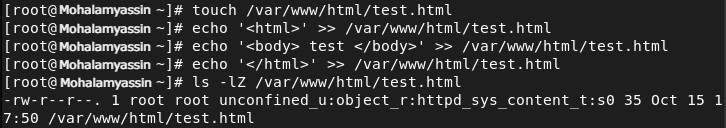 [root@Mohalamyassin ~]# touch /var/www/html/test.html
[root@Mohalamyassin ~]# echo '<html>' >> /var/www/html/test.html
[root@Mohalamyassin ~]# echo '<body> test </body>' >> /var/www/html/test.html
[root@Mohalamyassin ~]# echo '</html>' >> /var/www/html/test.html
[root@Mohalamyassin ~]# ls -lZ /var/www/html/test.html
-rw-r--r--. 1 root root unconfined_u:object_r:httpd_sys_content_t:s0 35 Oct 15 1
7:50 /var/www/html/test.html